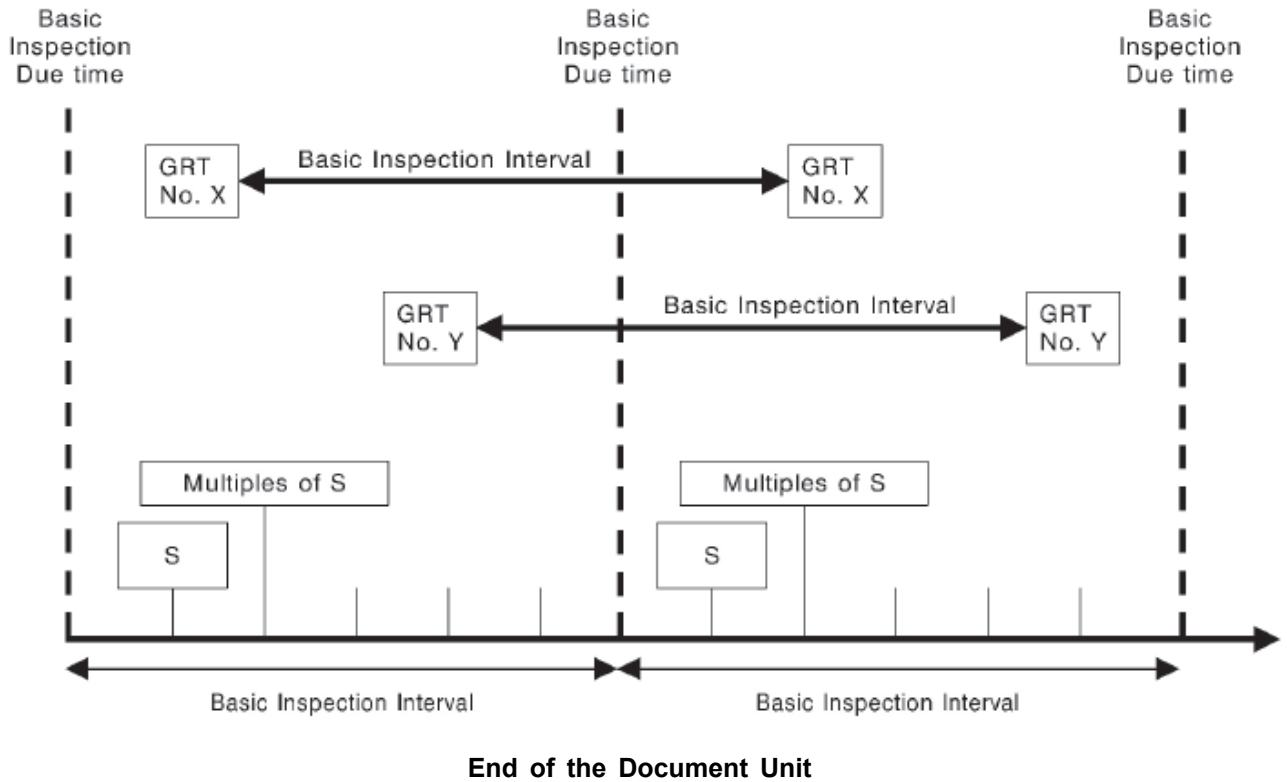 Basic
Inspection
Due time
Basic
Inspection
Due time
Basic
Inspection
Due time
GRT
No. X
Basic Inspection Interval
GRT
No. X
GRT
No. Y
Basic Inspection Interval
GRT
No. Y
Multiples of S
Multiples of S
S
S
Basic Inspection Interval
Basic Inspection Interval
End of the Document Unit